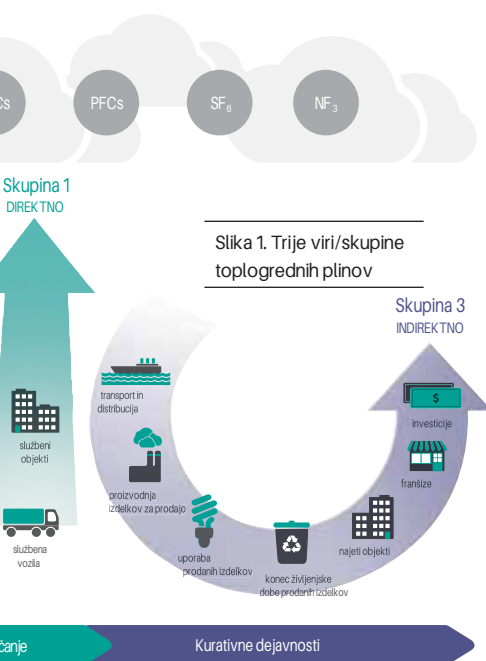 PFCs
SF₆
NF₃
Skupina 1
DIREKTNO
Slika 1. Trije viri/skupine
toplogrednih plinov
Skupina 3
INDIREKTNO
transport in
distribucija
$
investicije
službeni
objekti
franšize
proizvodnja
izdelkov za prodajo
službena
vozila
uporaba
prodanih izdelkov
konec življenjske
dobe prodanih izdelkov
najeti objekti
Kurativne dejavnosti